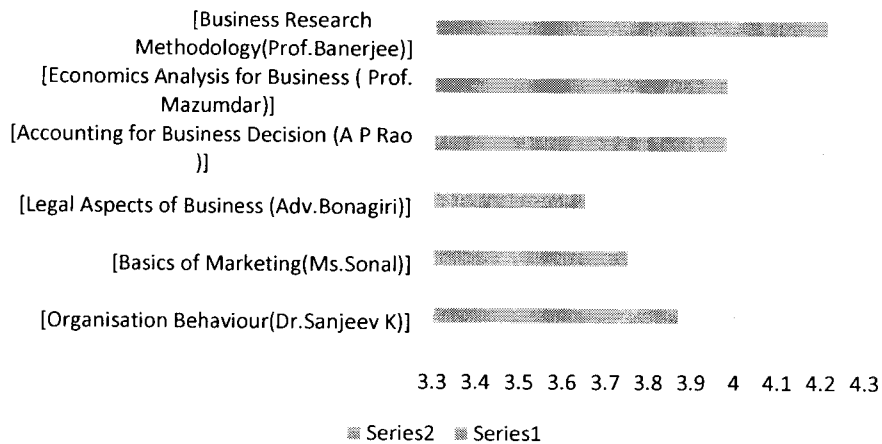 [Business Research
Methodology(Prof.Banerjee)]
[Economics Analysis for Business ( Prof.
Mazumdar)]
[Accounting for Business Decision (A P Rao
)]
[Legal Aspects of Business (Adv.Bonagiri)]
[Basics of Marketing(Ms.Sonal)]
[Organisation Behaviour(Dr.Sanjeev K)]
3.3 3.4 3.5 3.6 3.7 3.8 3.9 4 4.1 4.2 4.3
Series2 Series1